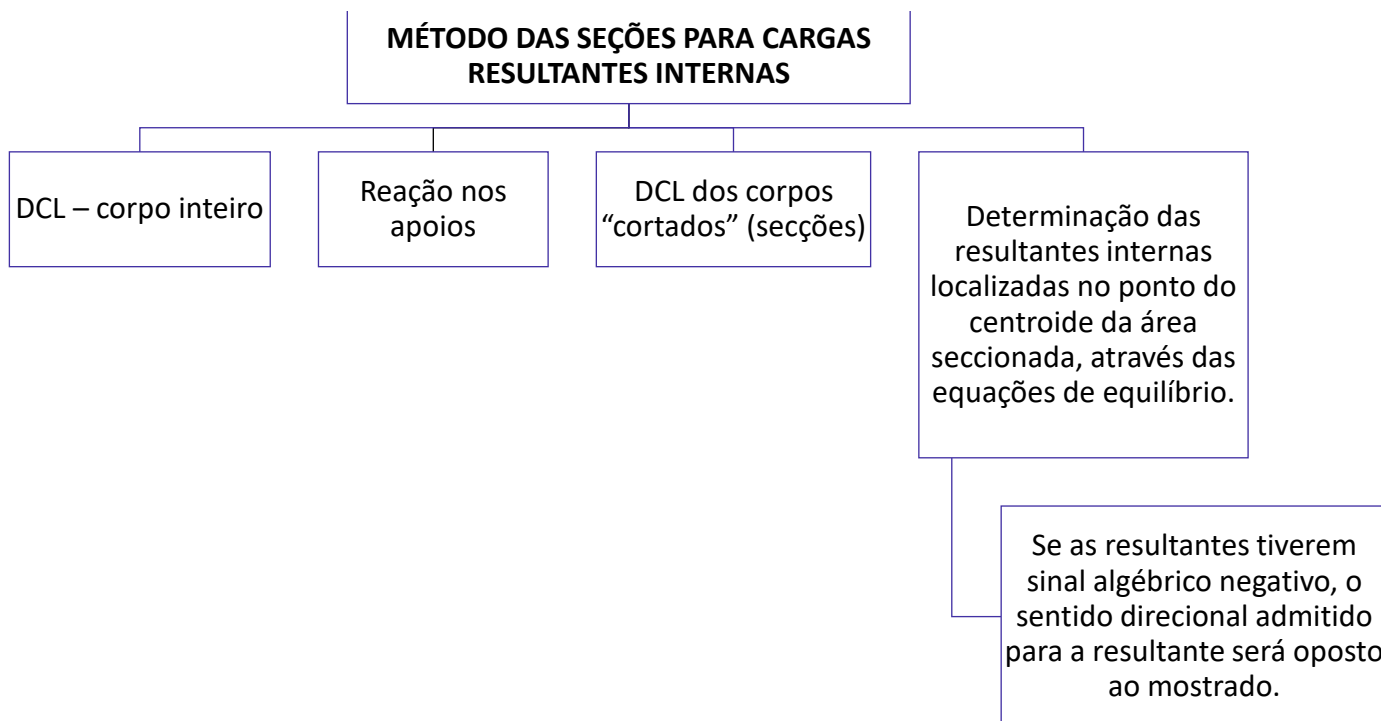 MÉTODO DAS SEÇÕES PARA CARGAS
RESULTANTES INTERNAS
DCL – corpo inteiro
Reação nos
apoios
DCL dos corpos
“cortados” (secções)
Determinação das
resultantes internas
localizadas no ponto do
centroide da área
seccionada, através das
equações de equilíbrio.
Se as resultantes tiverem
sinal algébrico negativo, o
sentido direcional admitido
para a resultante será oposto
ao mostrado.